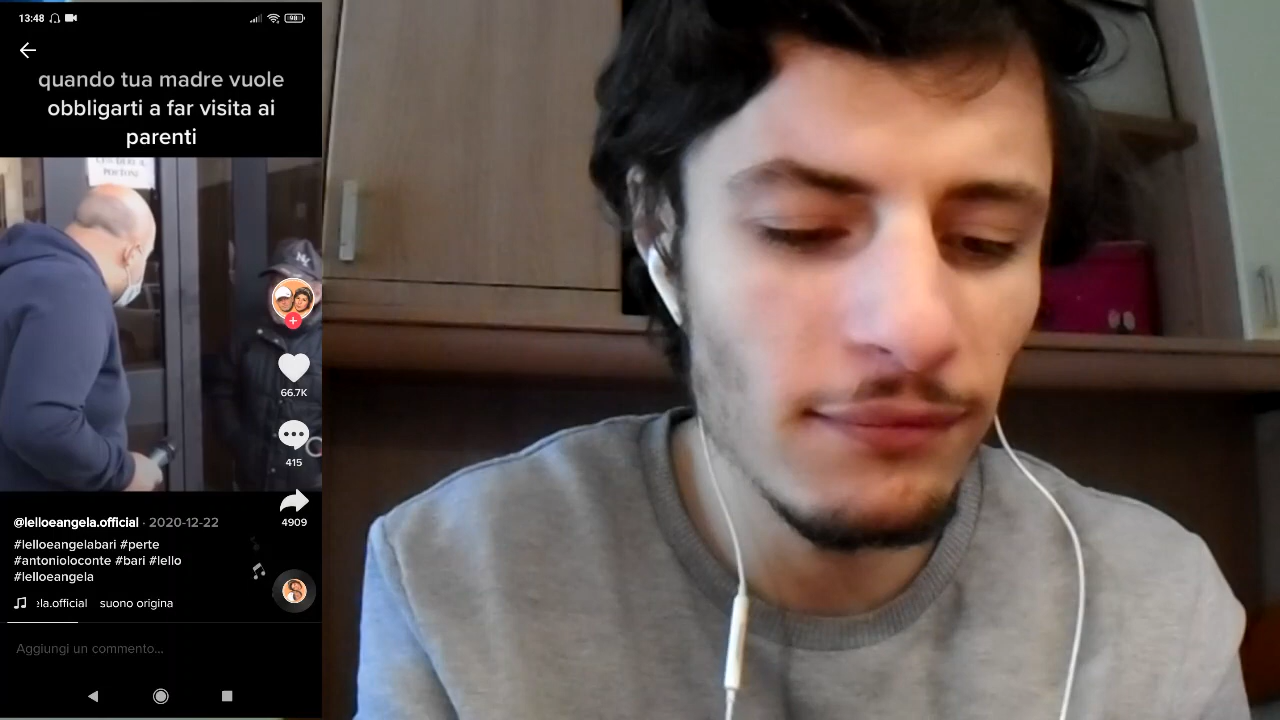 13:48
98
quando tua madre vuole
obbligarti a far visita ai
parenti
66.7K
415
4909
@lelloeangela.official · 2020-12-22
#lelloeangelabari #perte
#antonioloconte #bari #lello
#lelloeangela
ela.official suono origina
Aggiungi un commento...